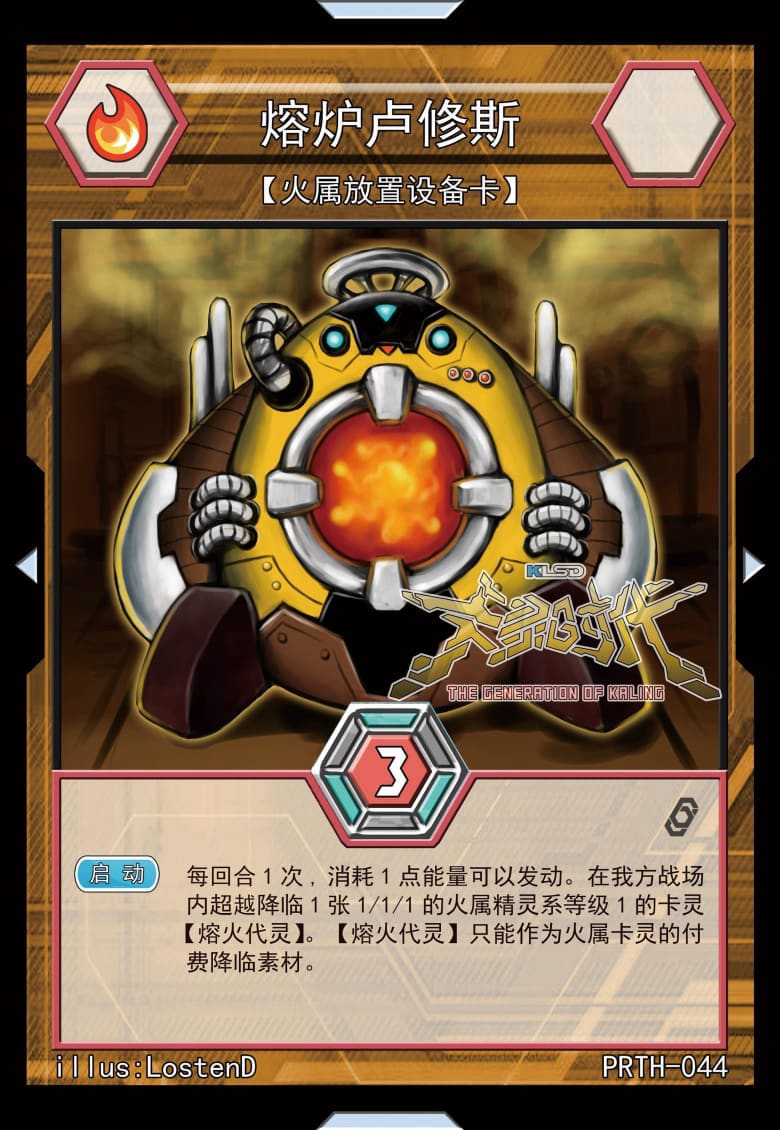 熔炉卢修斯
【火属放置设备卡】
KLSD
卡灵时代
THE GENERATION OF KALING
3
启动
每回合1次，消耗1点能量可以发动。在我方战场
内超越降临1张1/1/1的火属精灵系等级1的卡灵
【熔火代灵】。【熔火代灵】只能作为火属卡灵的付
费降临素材。
illus:LostenD
PRTH-044